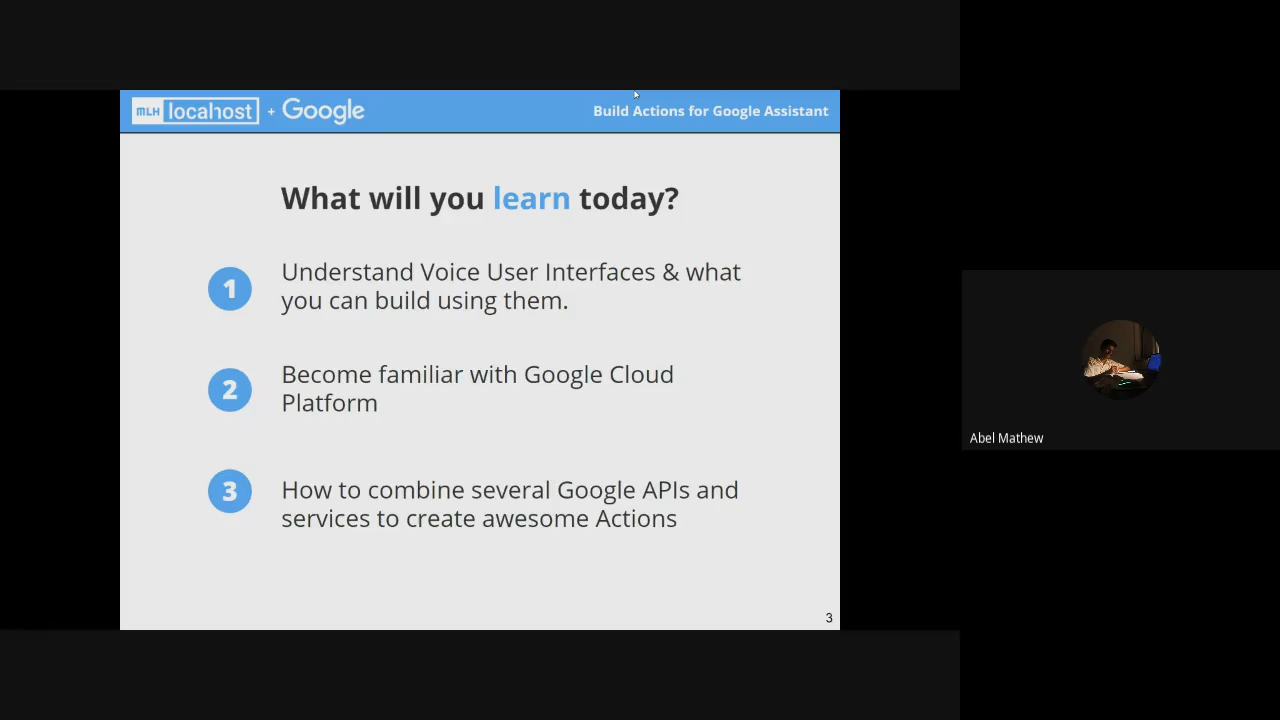 MLH localhost + Google
Build Actions for Google Assistant
What will you learn today?
1
Understand Voice User Interfaces & what
you can build using them.
2
Become familiar with Google Cloud
Platform
3
How to combine several Google APIs and
services to create awesome Actions
3
Abel Mathew